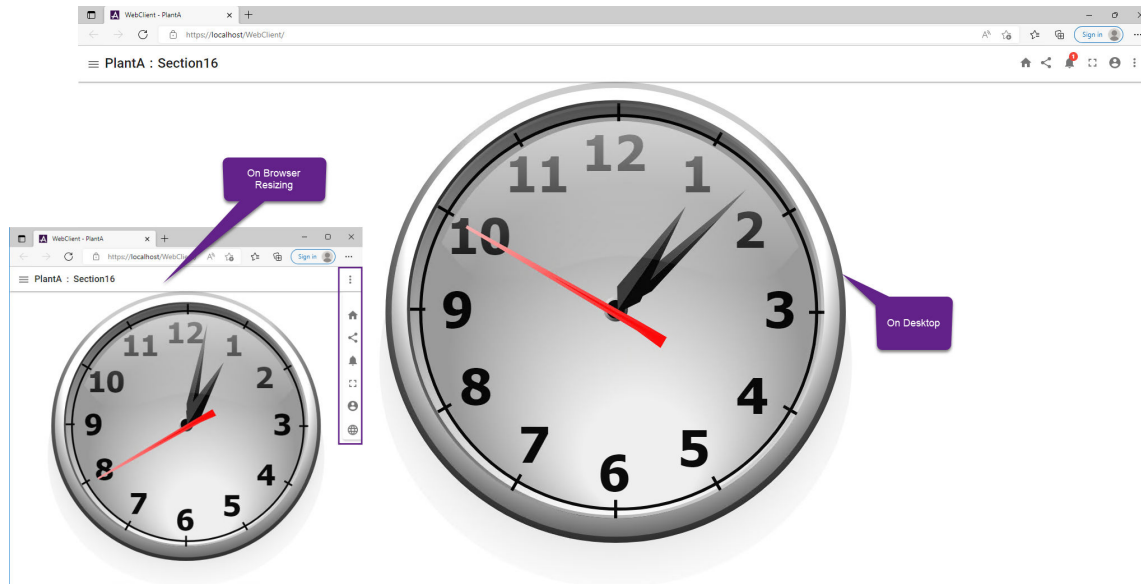 WebClient - PlantA
https://localhost/WebClient/
Sign in
PlantA : Section16
1
12
1
2
3
4
5
6
7
8
9
10
11
On Desktop
On Browser
Resizing
WebClient - PlantA
https://localhost/WebClie
Sign in
PlantA : Section16
12
1
2
3
4
5
6
7
8
9
10
11